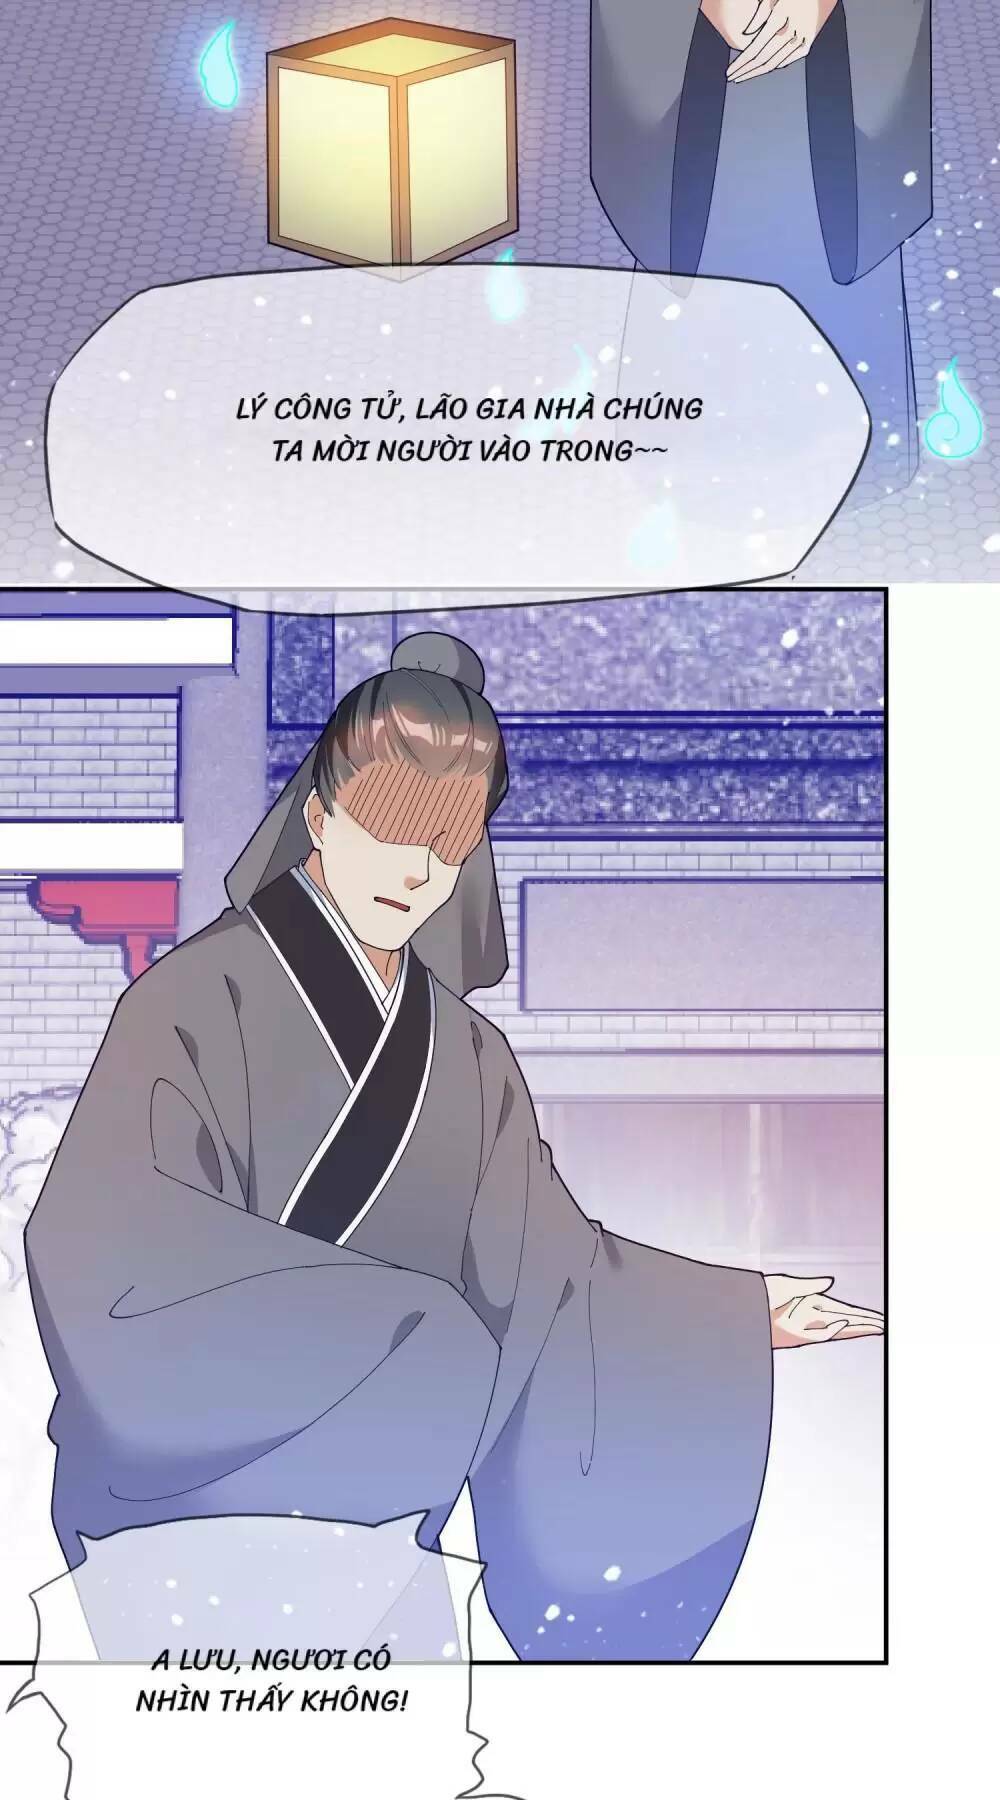 LÝ CÔNG TỬ, LÃO GIA NHÀ CHÚNG
TA MỜI NGƯỜI VÀO TRONG~~
A LƯU, NGƯƠI CÓ
NHÌN THẤY KHÔNG!